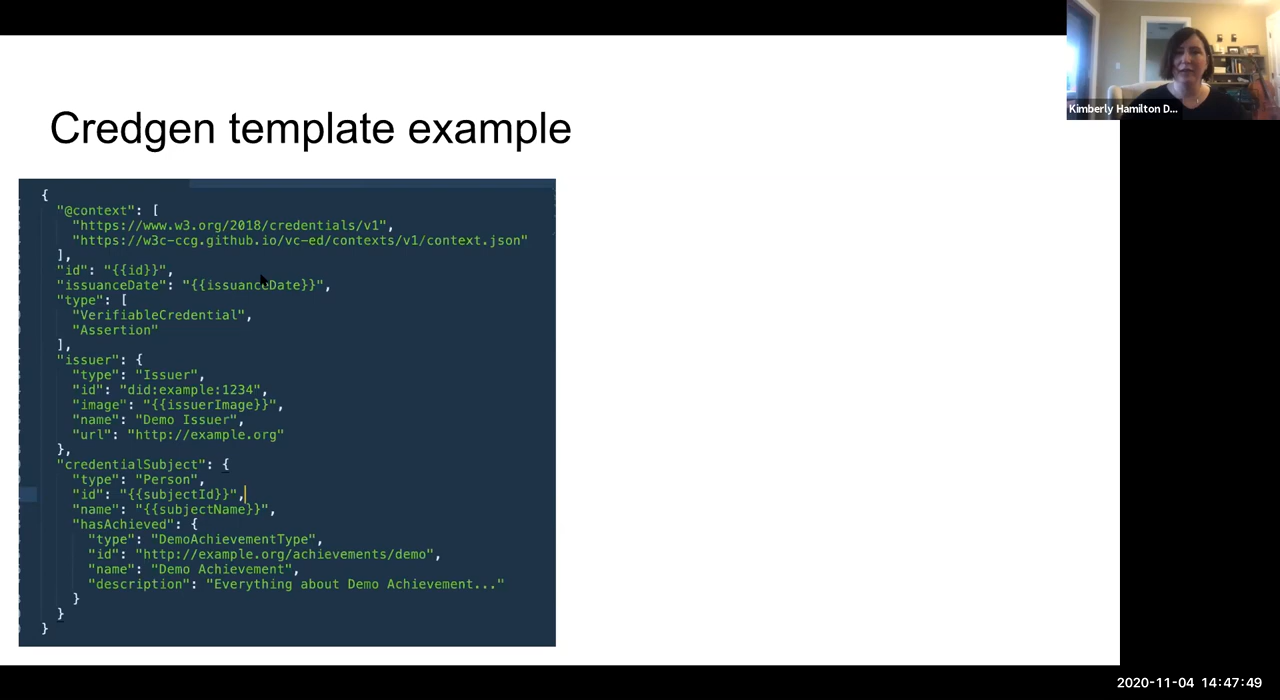 Kimberly Hamilton D...
Credgen template example
{
"@context": [
"https://www.w3.org/2018/credentials/v1",
"https://w3c-ccg.github.io/vc-ed/contexts/v1/context.json"
],
"id": "{{id}}",
"issuanceDate": "{{issuanceDate}}",
"type": [
"VerifiableCredential",
"Assertion"
],
"issuer": {
"type": "Issuer",
"id": "did:example:1234",
"image": "{{issuerImage}}",
"name": "Demo Issuer",
"url": "http://example.org"
},
"credentialSubject": {
"type": "Person",
"id": "{{subjectId}}",
"name": "{{subjectName}}",
"hasAchieved": {
"type": "DemoAchievementType",
"id": "http://example.org/achievements/demo",
"name": "Demo Achievement",
"description": "Everything about Demo Achievement..."
}
}
}
2020-11-04 14:47:49